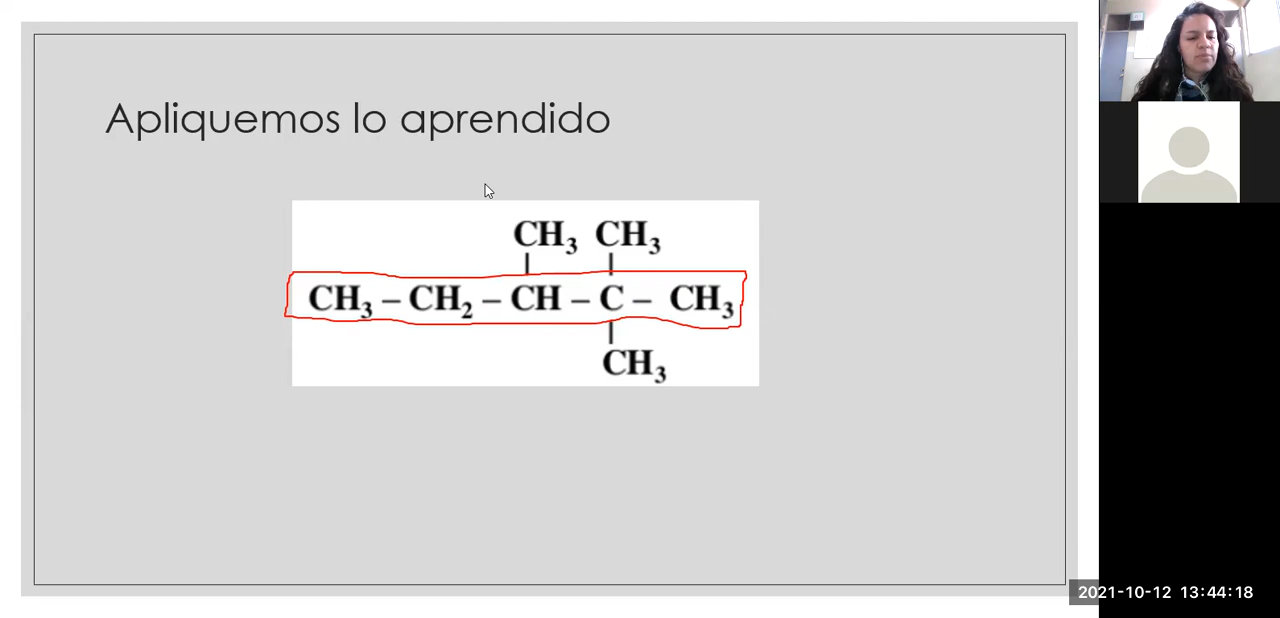 Apliquemos lo aprendido
CH₃ CH₃
CH₃ – CH₂ – CH – C – CH₃
CH₃
2021-10-12 13:44:18